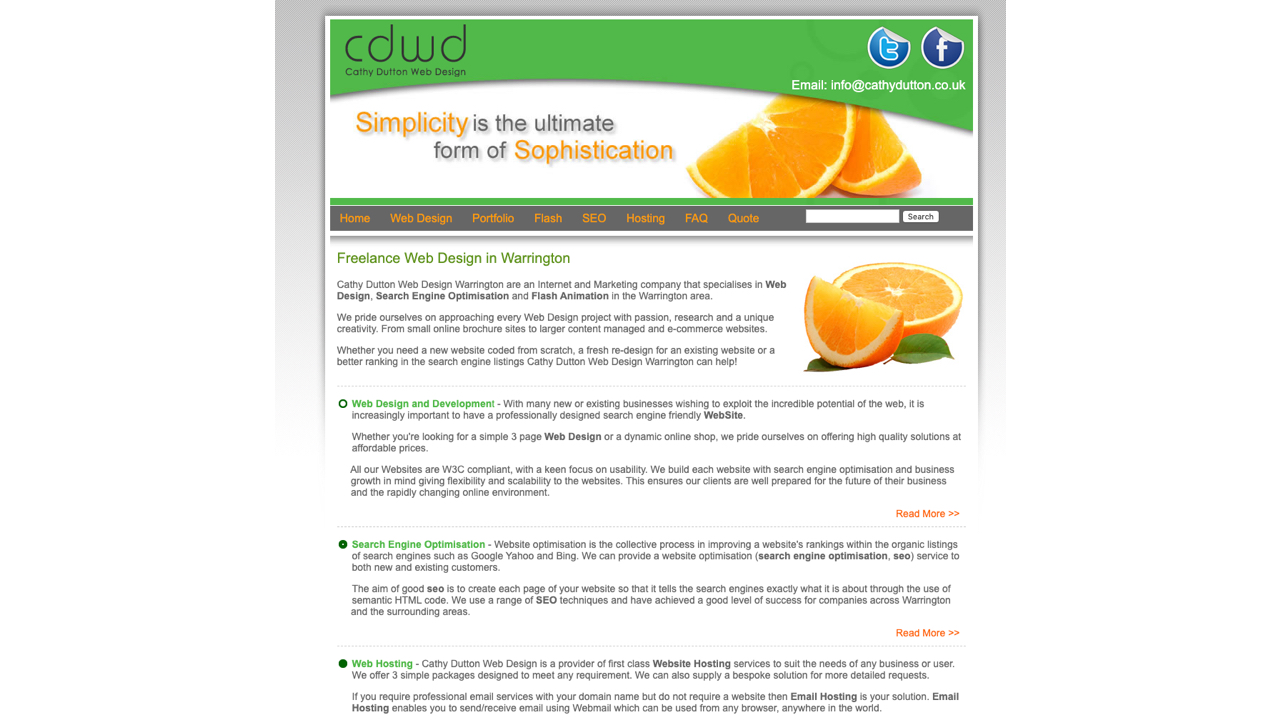 cdwd
Cathy Dutton Web Design
Email: info@cathydutton.co.uk
Simplicity is the ultimate
form of Sophistication
Home Web Design Portfolio Flash SEO Hosting FAQ Quote Search
Freelance Web Design in Warrington
Cathy Dutton Web Design Warrington are an Internet and Marketing company that specialises in Web
Design, Search Engine Optimisation and Flash Animation in the Warrington area.
We pride ourselves on approaching every Web Design project with passion, research and a unique
creativity. From small online brochure sites to larger content managed and e-commerce websites.
Whether you need a new website coded from scratch, a fresh re-design for an existing website or a
better ranking in the search engine listings Cathy Dutton Web Design Warrington can help!
Web Design and Development - With many new or existing businesses wishing to exploit the incredible potential of the web, it is
increasingly important to have a professionally designed search engine friendly WebSite.
Whether you're looking for a simple 3 page Web Design or a dynamic online shop, we pride ourselves on offering high quality solutions at
affordable prices.
All our Websites are W3C compliant, with a keen focus on usability. We build each website with search engine optimisation and business
growth in mind giving flexibility and scalability to the websites. This ensures our clients are well prepared for the future of their business
and the rapidly changing online environment.
Read More >>
Search Engine Optimisation - Website optimisation is the collective process in improving a website's rankings within the organic listings
of search engines such as Google Yahoo and Bing. We can provide a website optimisation (search engine optimisation, seo) service to
both new and existing customers.
The aim of good seo is to create each page of your website so that it tells the search engines exactly what it is about through the use of
semantic HTML code. We use a range of SEO techniques and have achieved a good level of success for companies across Warrington
and the surrounding areas.
Read More >>
Web Hosting - Cathy Dutton Web Design is a provider of first class Website Hosting services to suit the needs of any business or user.
We offer 3 simple packages designed to meet any requirement. We can also supply a bespoke solution for more detailed requests.
If you require professional email services with your domain name but do not require a website then Email Hosting is your solution. Email
Hosting enables you to send/receive email using Webmail which can be used from any browser, anywhere in the world.